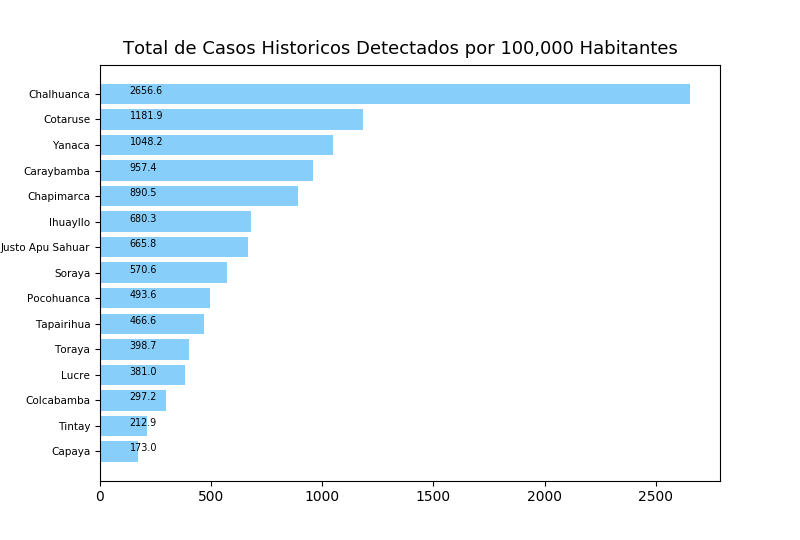 Total de Casos Historicos Detectados por 100,000 Habitantes
Chalhuanca 2656.6
Cotaruse 1181.9
Yanaca 1048.2
Caraybamba 957.4
Chapimarca 890.5
Ihuayllo 680.3
Justo Apu Sahuar 665.8
Soraya 570.6
Pocohuanca 493.6
Tapairihua 466.6
Toraya 398.7
Lucre 381.0
Colcabamba 297.2
Tintay 212.9
Capaya 173.0
0 500 1000 1500 2000 2500